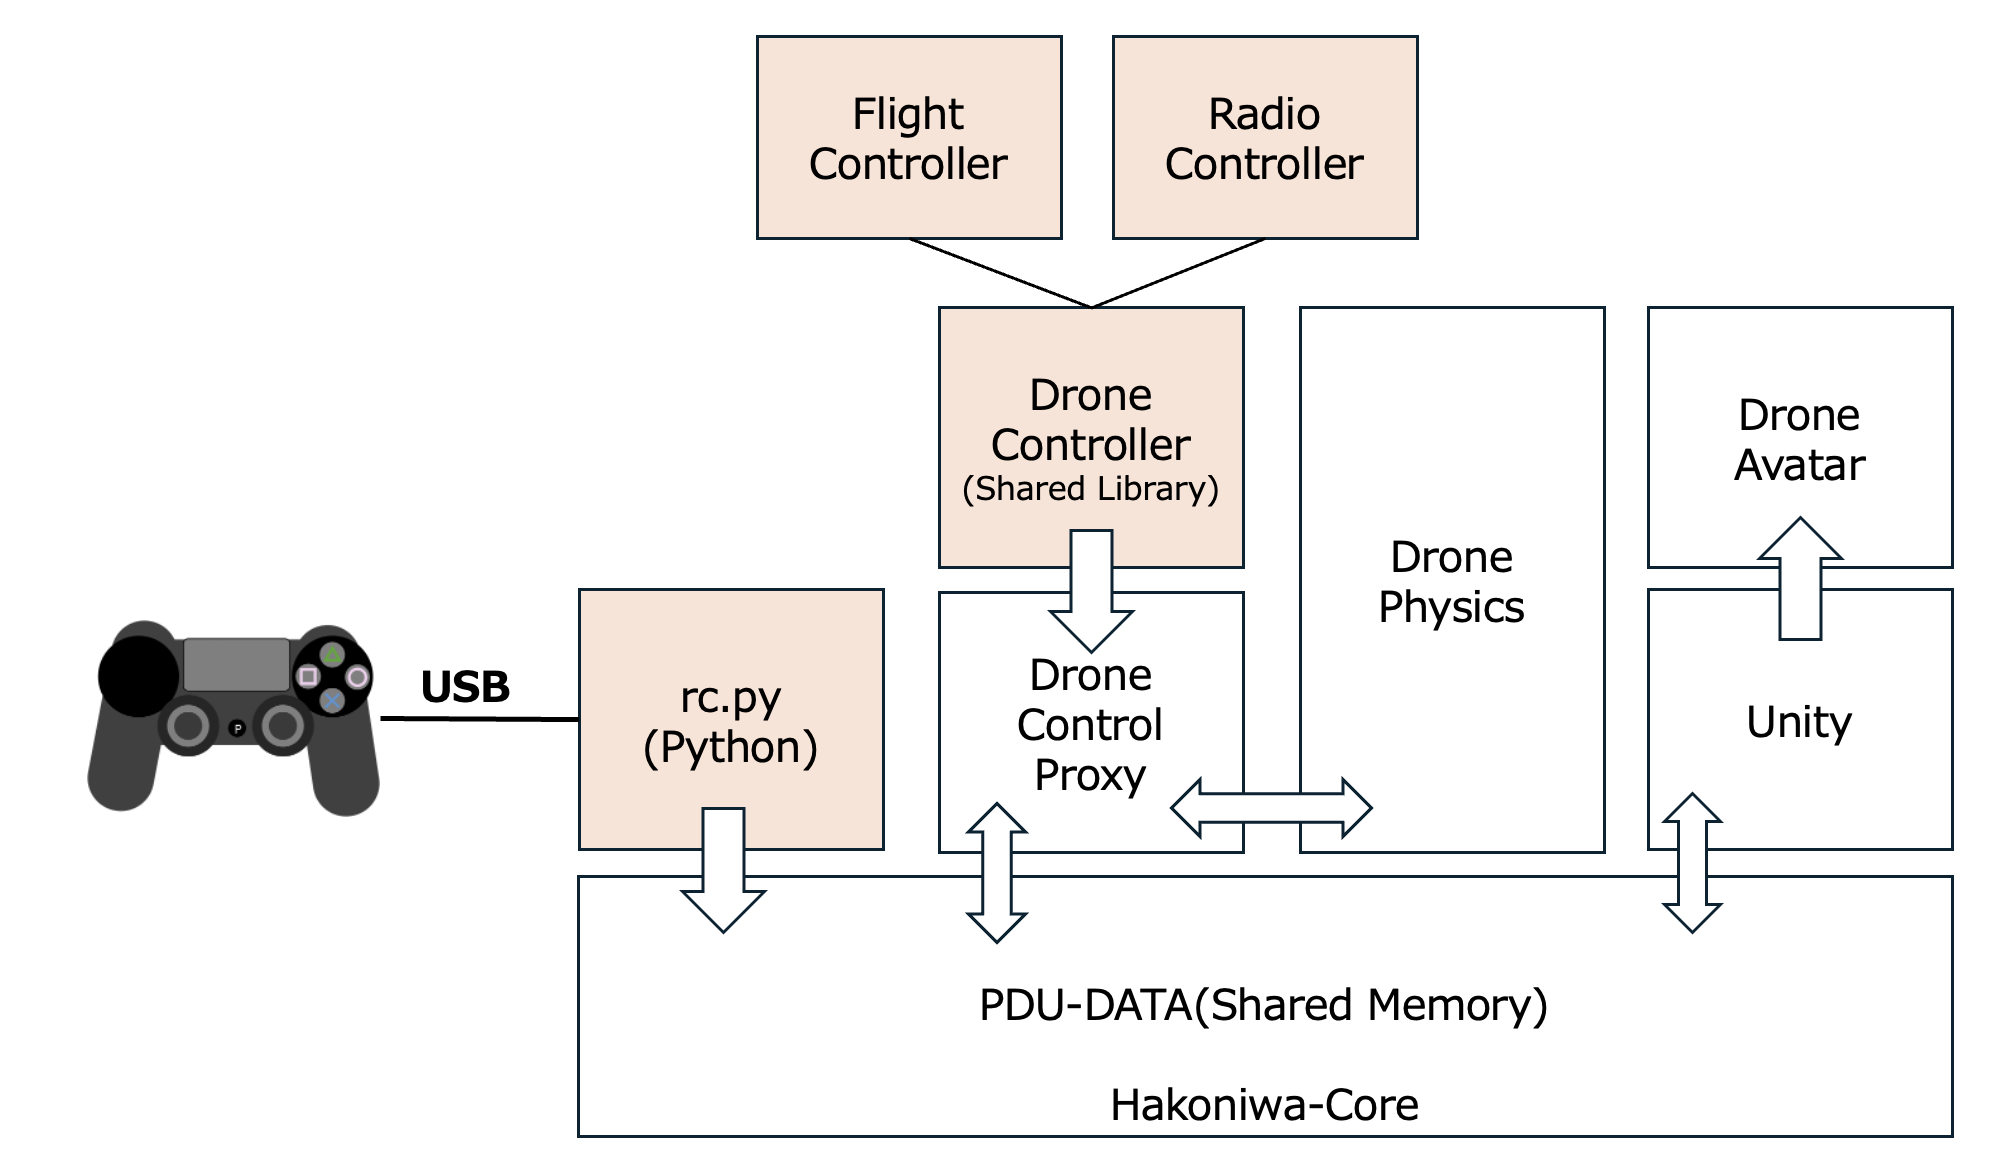 Flight
Controller
Radio
Controller
Drone
Controller
(Shared Library)
Drone
Physics
Drone
Avatar
USB
rc.py
(Python)
Drone
Control
Proxy
Unity
P
PDU-DATA(Shared Memory)
Hakoniwa-Core